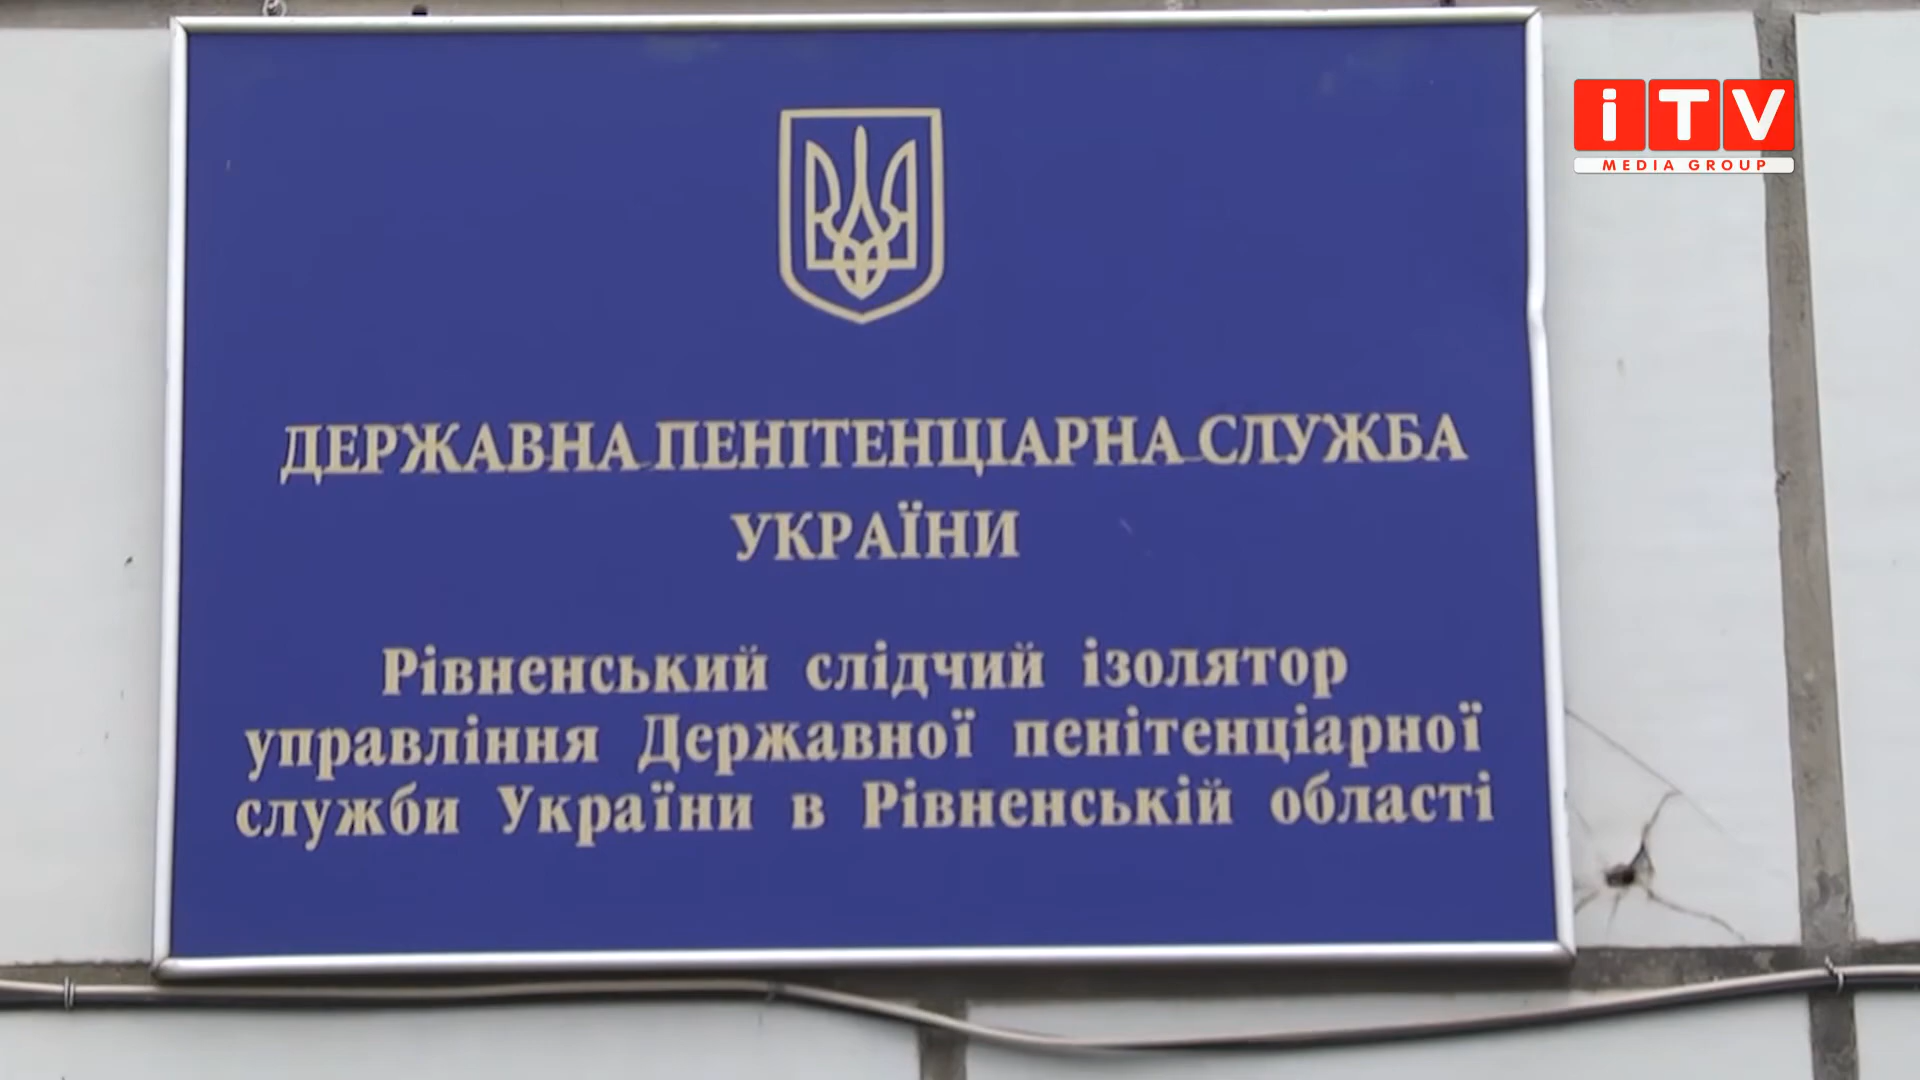 iTV
MEDIA GROUP
ДЕРЖАВНА ПЕНІТЕНЦІАРНА СЛУЖБА
УКРАЇНИ
Рівненський слідчий ізолятор
управління Державної пенітенціарної
служби України в Рівненській області